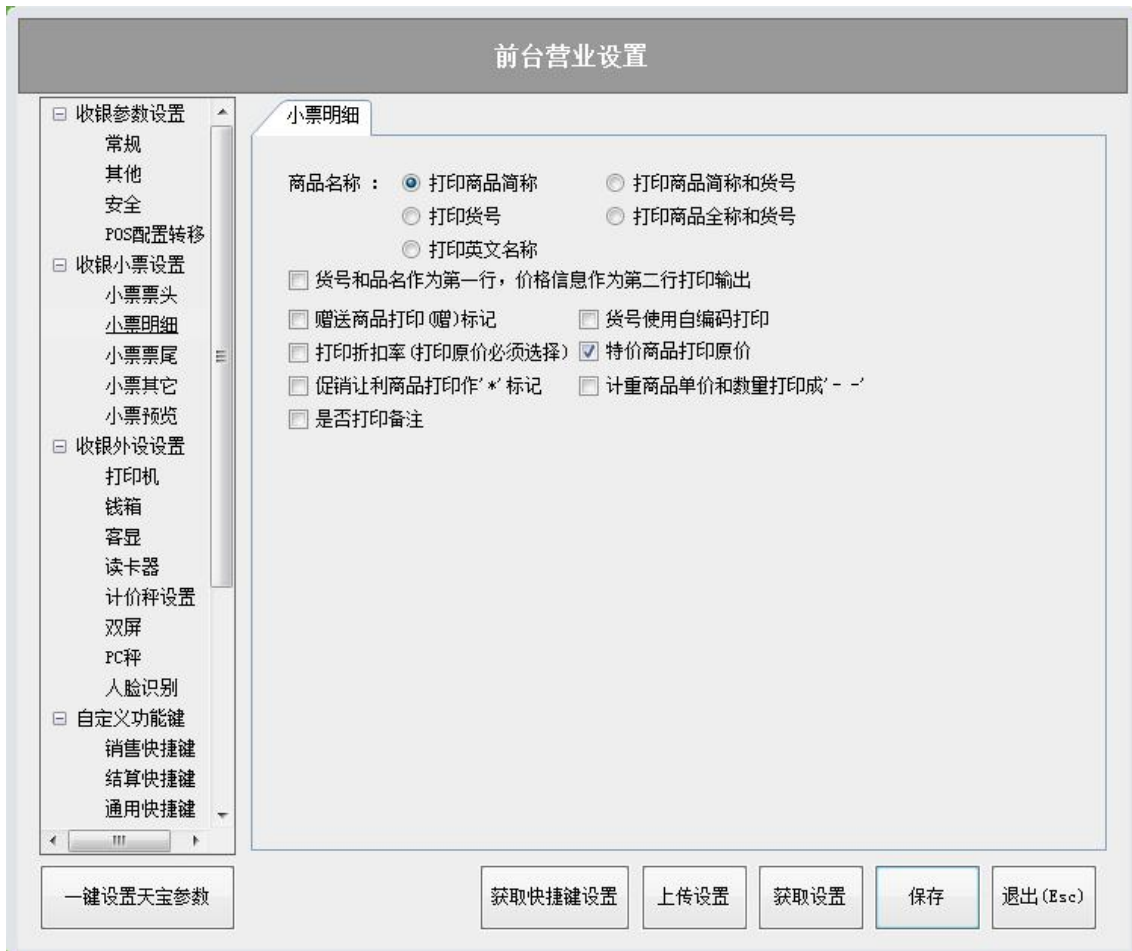 前台营业设置
收银参数设置
常规
其他
安全
POS配置转移
收银小票设置
小票票头
小票明细
小票票尾
小票其它
小票预览
收银外设设置
打印机
钱箱
客显
读卡器
计价秤设置
双屏
PC秤
人脸识别
自定义功能键
销售快捷键
结算快捷键
通用快捷键
小票明细
商品名称 : 打印商品简称 打印商品简称和货号
打印货号 打印商品全称和货号
打印英文名称
货号和品名作为第一行，价格信息作为第二行打印输出
赠送商品打印(赠)标记 货号使用自编码打印
打印折扣率(打印原价必须选择) 特价商品打印原价
促销让利商品打印作'*'标记 计重商品单价和数量打印成'- -'
是否打印备注
一键设置天宝参数 获取快捷键设置 上传设置 获取设置 保存 退出(Esc)